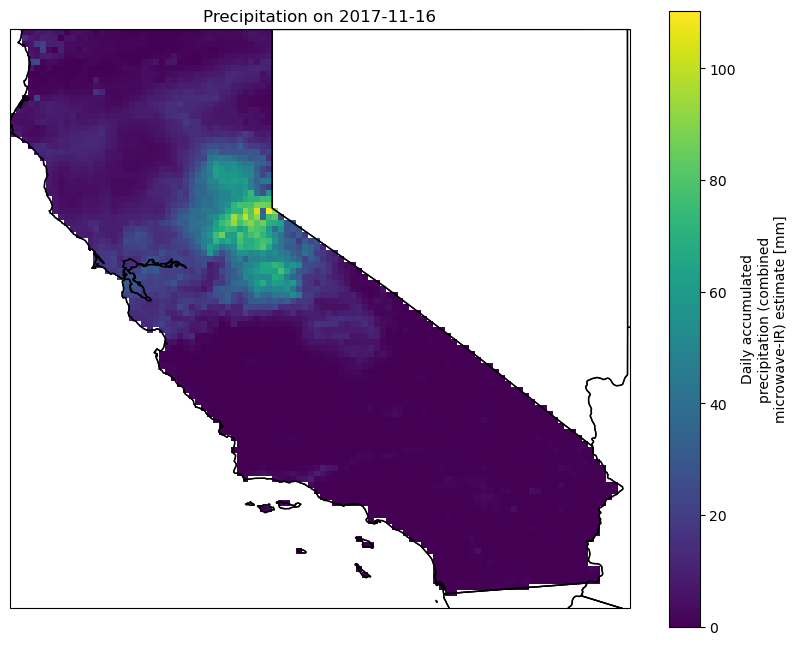 Precipitation on 2017-11-16
100
80
60
40
20
0
Daily accumulated
precipitation (combined
microwave-IR) estimate [mm]